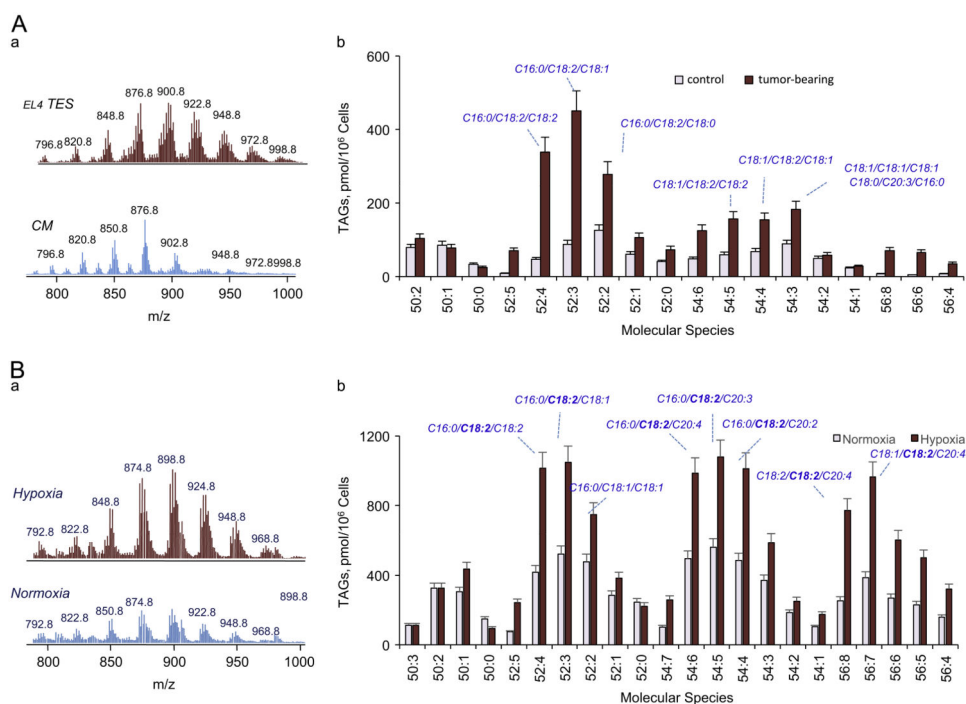 A
a
EL4 TES
796.8 820.8 848.8 876.8 900.8 922.8 948.8 972.8 998.8
CM
796.8 820.8 850.8 876.8 902.8 948.8 972.8 998.8
800 850 900 950 1000
m/z
b
TAGs, pmol/10⁶ Cells
600
400
200
0
control tumor-bearing
C16:0/C18:2/C18:1
C16:0/C18:2/C18:2
C16:0/C18:2/C18:0
C18:1/C18:2/C18:2
C18:1/C18:2/C18:1
C18:1/C18:1/C18:1
C18:0/C20:3/C16:0
50:2 50:1 50:0 52:5 52:4 52:3 52:2 52:1 52:0 54:6 54:5 54:4 54:3 54:2 54:1 56:8 56:6 56:4
Molecular Species
B
a
Hypoxia
792.8 822.8 848.8 874.8 898.8 924.8 948.8 968.8
Normoxia
792.8 822.8 850.8 874.8 898.8 922.8 948.8 968.8
800 850 900 950 1000
m/z
b
TAGs, pmol/10⁶ Cells
1200
800
400
0
Normoxia Hypoxia
C16:0/C18:2/C18:1
C16:0/C18:2/C18:2
C16:0/C18:1/C18:1
C16:0/C18:2/C20:3
C16:0/C18:2/C20:4
C16:0/C18:2/C20:2
C18:2/C18:2/C20:4
C18:1/C18:2/C20:4
50:3 50:2 50:1 50:0 52:5 52:4 52:3 52:2 52:1 52:0 54:7 54:6 54:5 54:4 54:3 54:2 54:1 56:8 56:7 56:6 56:5 56:4
Molecular Species